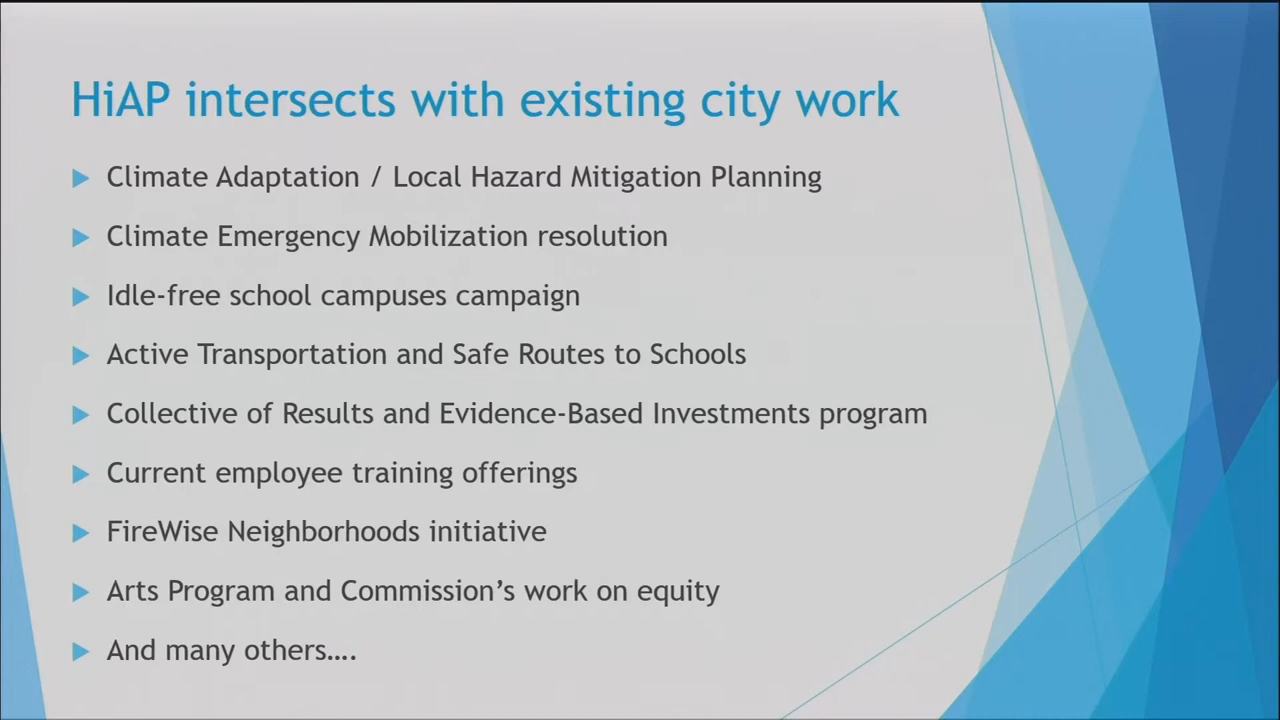 HiAP intersects with existing city work
Climate Adaptation / Local Hazard Mitigation Planning
Climate Emergency Mobilization resolution
Idle-free school campuses campaign
Active Transportation and Safe Routes to Schools
Collective of Results and Evidence-Based Investments program
Current employee training offerings
FireWise Neighborhoods initiative
Arts Program and Commission’s work on equity
And many others….